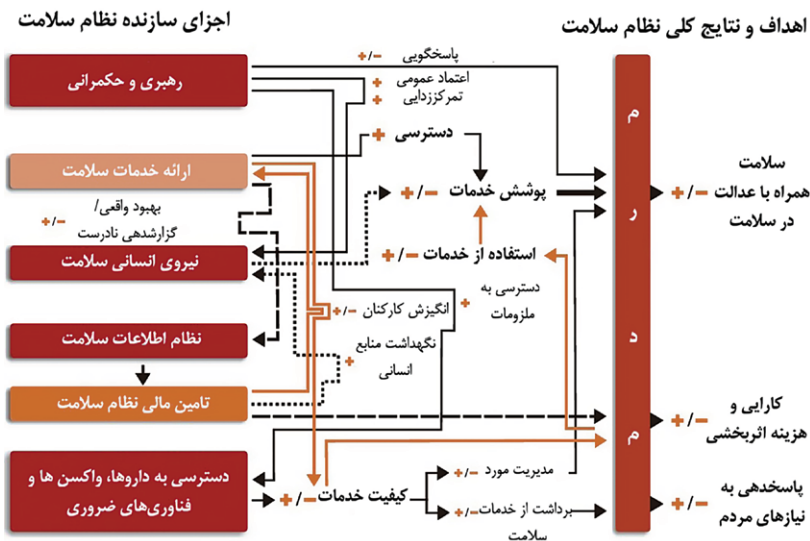 اجزای سازنده نظام سلامت
اهداف و نتایج کلی نظام سلامت
رهبری و حکمرانی
پاسخگویی +/-
اعتماد عمومی +
تمرکززدایی +
دسترسی +
ارائه خدمات سلامت
بهبود واقعی/
گزارشدهی نادرست +/-
پوشش خدمات +/-
استفاده از خدمات +/-
نیروی انسانی سلامت
دسترسی به
ملزومات +
انگیزش کارکنان +/-
نگهداشت منابع
انسانی +
نظام اطلاعات سلامت
تامین مالی نظام سلامت
دسترسی به داروها، واکسن ها و
فناوری‌های ضروری
کیفیت خدمات +/-
مدیریت مورد +/-
برداشت از خدمات +/-
سلامت
م
ر
د
م
سلامت
همراه با عدالت +/-
در سلامت
کارایی و
هزینه اثربخشی +/-
پاسخدهی به
نیازهای مردم +/-